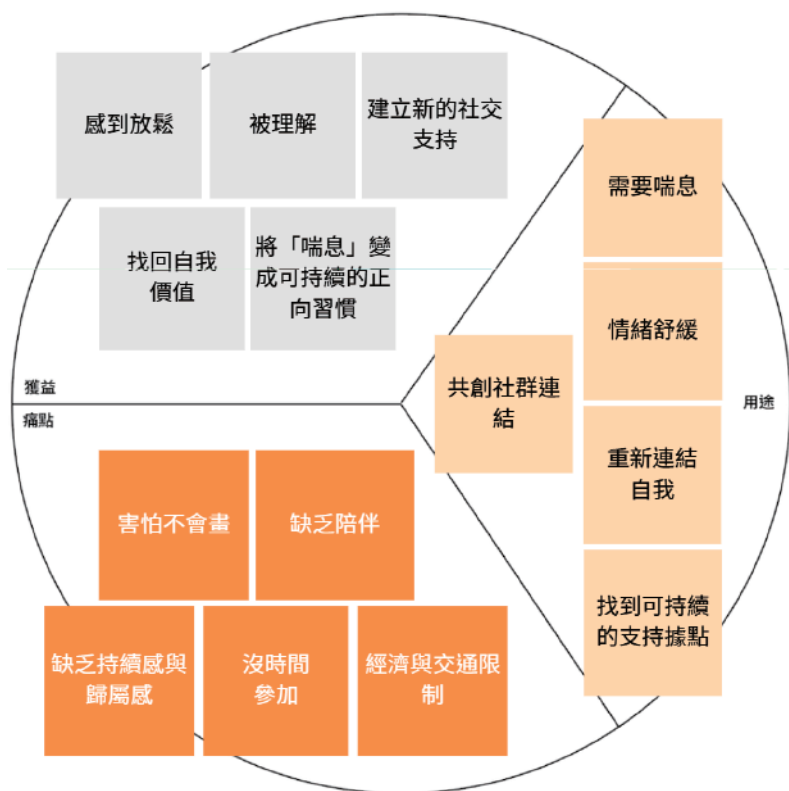 感到放鬆
被理解
建立新的社交
支持
找回自我
價值
將「喘息」變
成可持續的正
向習慣
獲益
痛點
害怕不會畫
缺乏陪伴
缺乏持續感與
歸屬感
沒時間
參加
經濟與交通限
制
共創社群連
結
需要喘息
情緒舒緩
重新連結
自我
找到可持續
的支持據點
用途